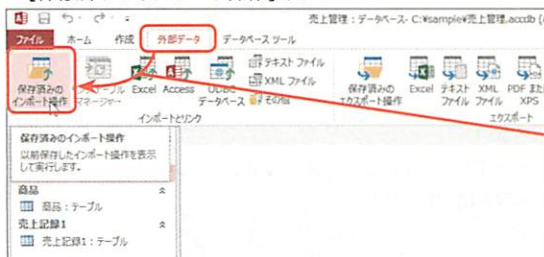 売上管理：データベース- C:¥sample¥売上管理.accdb (A
ファイル ホーム 作成 外部データ データベース ツール
保存済みの
インポート操作
マネージャー
Excel Access ODBC
データベース
テキスト ファイル
XML ファイル
その他
インポートとリンク
保存済みの
エクスポート操作
Excel テキスト
ファイル
XML
ファイル
PDF また
XPS
エクスポート
保存済みのインポート操作
以前保存したインポート操作を表示
して実行します。
商品
商品：テーブル
売上記録1
売上記録1：テーブル